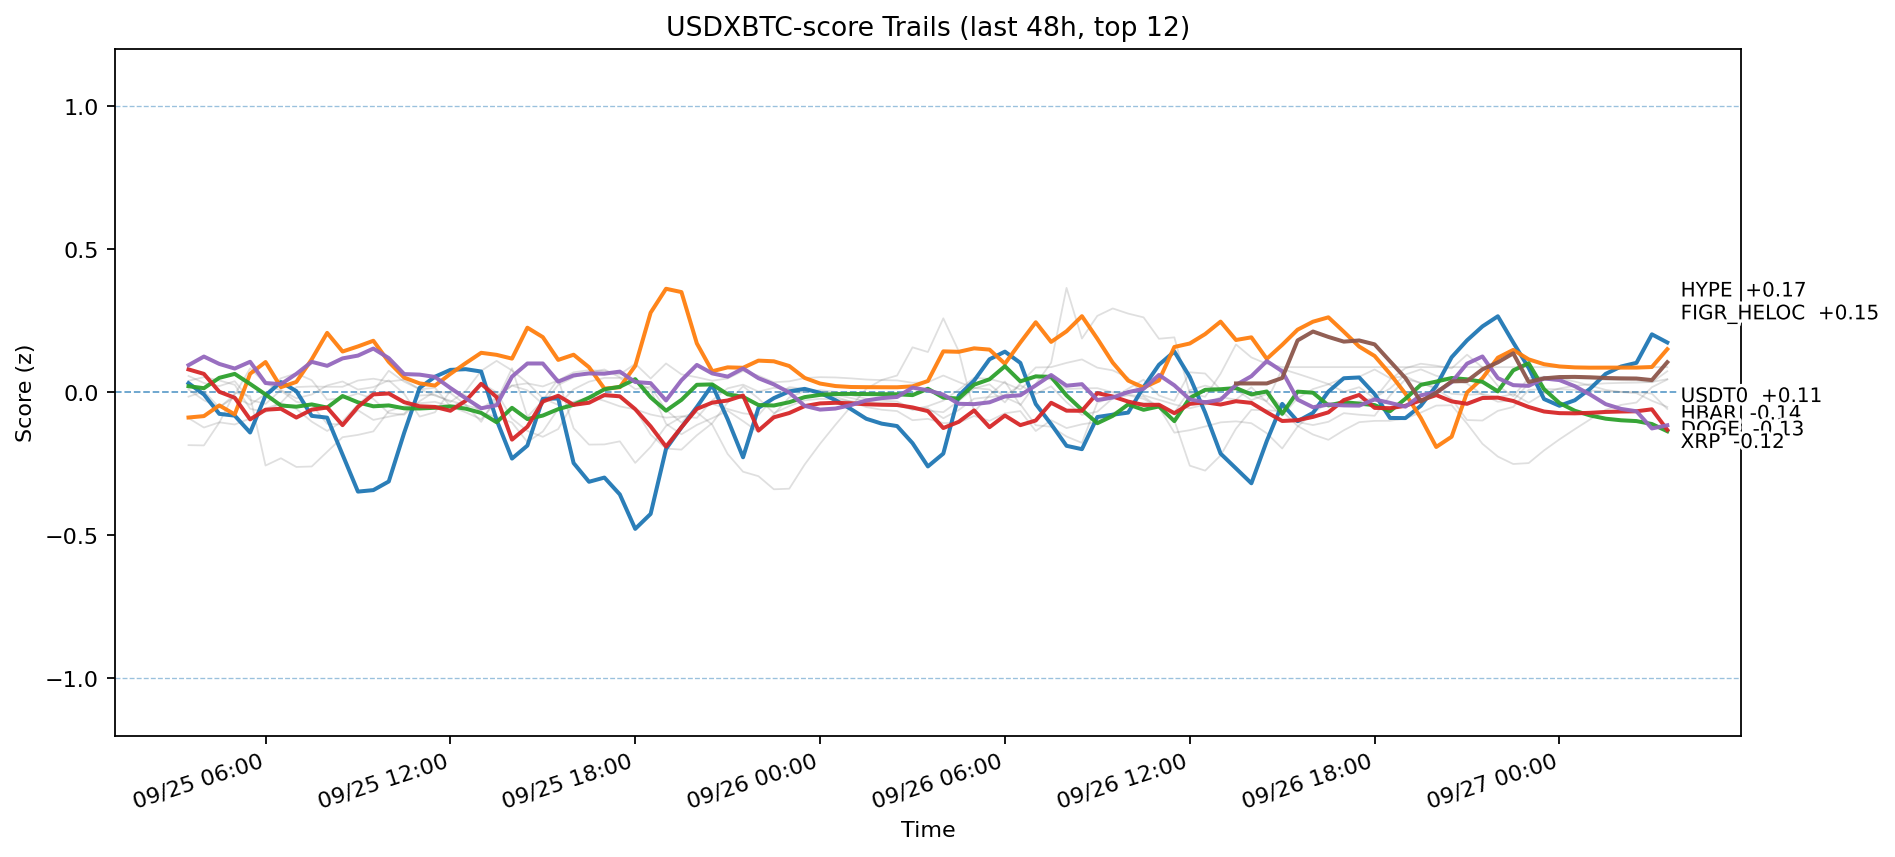 USDXBTC-score Trails (last 48h, top 12)
Score (z)
1.0
0.5
0.0
−0.5
−1.0
HYPE +0.17
FIGR_HELOC +0.15
USDT0 +0.11
HBAR -0.14
DOGE -0.13
XRP -0.12
09/25 06:00
09/25 12:00
09/25 18:00
09/26 00:00
09/26 06:00
09/26 12:00
09/26 18:00
09/27 00:00
Time